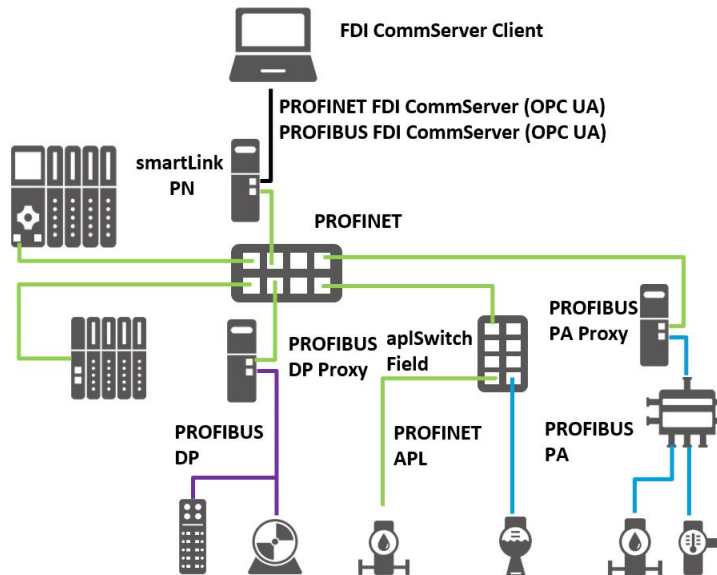 FDI CommServer Client
PROFINET FDI CommServer (OPC UA)
PROFIBUS FDI CommServer (OPC UA)
smartLink
PN
PROFINET
PROFIBUS
DP Proxy
aplSwitch
Field
PROFIBUS
PA Proxy
PROFIBUS
DP
PROFINET
APL
PROFIBUS
PA